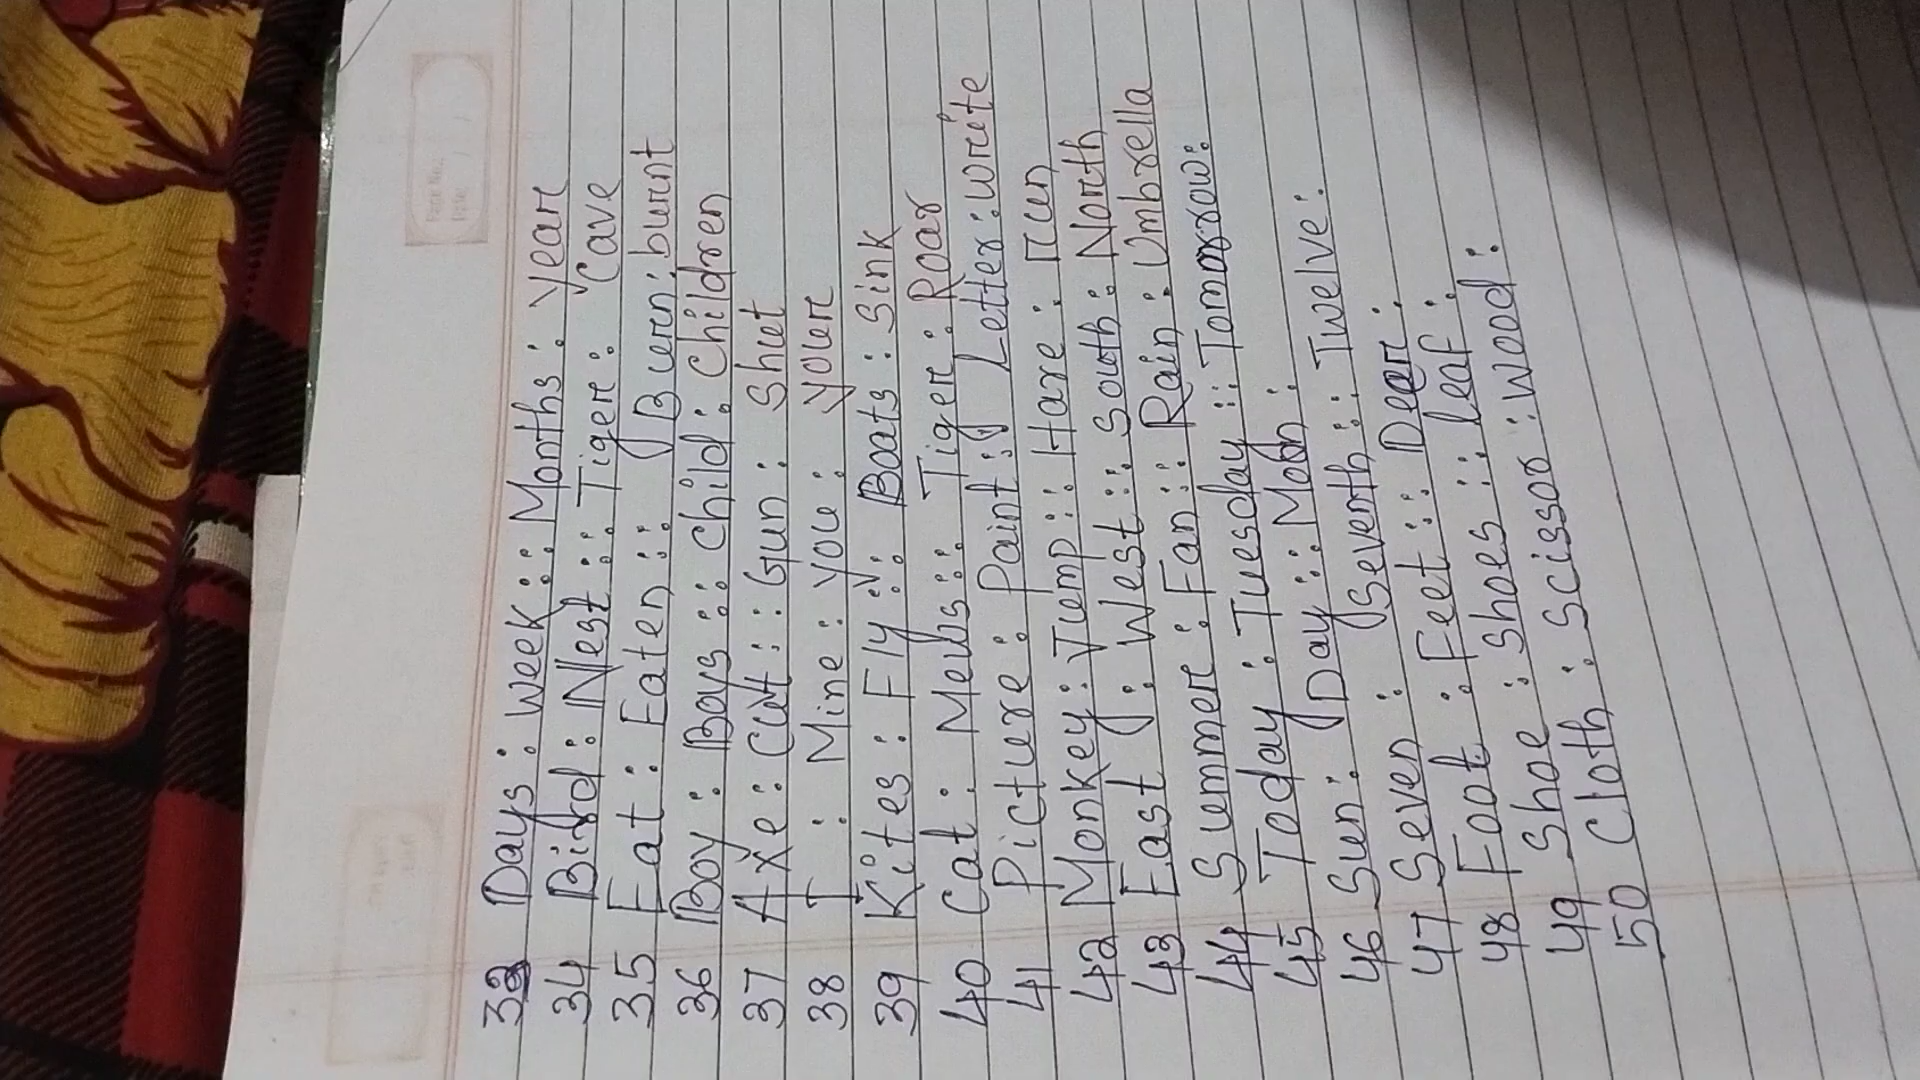 33 Days : week :: Months : year
34 Bird : Nest :: Tiger : Cave
35 Eat : Eaten :: Burn : burnt
36 Boy : Boys :: child : children
37 Axe : Cut :: Gun : Shut
38 I : Mine : you : your
39 Kites : Fly :: Boats : Sink
40 Cat : Mews :: Tiger : Roar
41 Picture : Paint :: Letter : write
42 Monkey : Jump :: Hare : run
43 East : West :: South : North
44 Summer : Fan :: Rain : Umbrella
45 Today : Tuesday :: Tomorrow :
46 Sun : Day :: Moon :
47 Seven : Seventh :: Twelve :
48 Foot : Feet :: Deer :
49 Shoe : Shoes :: leaf :
50 Cloth : Scissor : Wood :